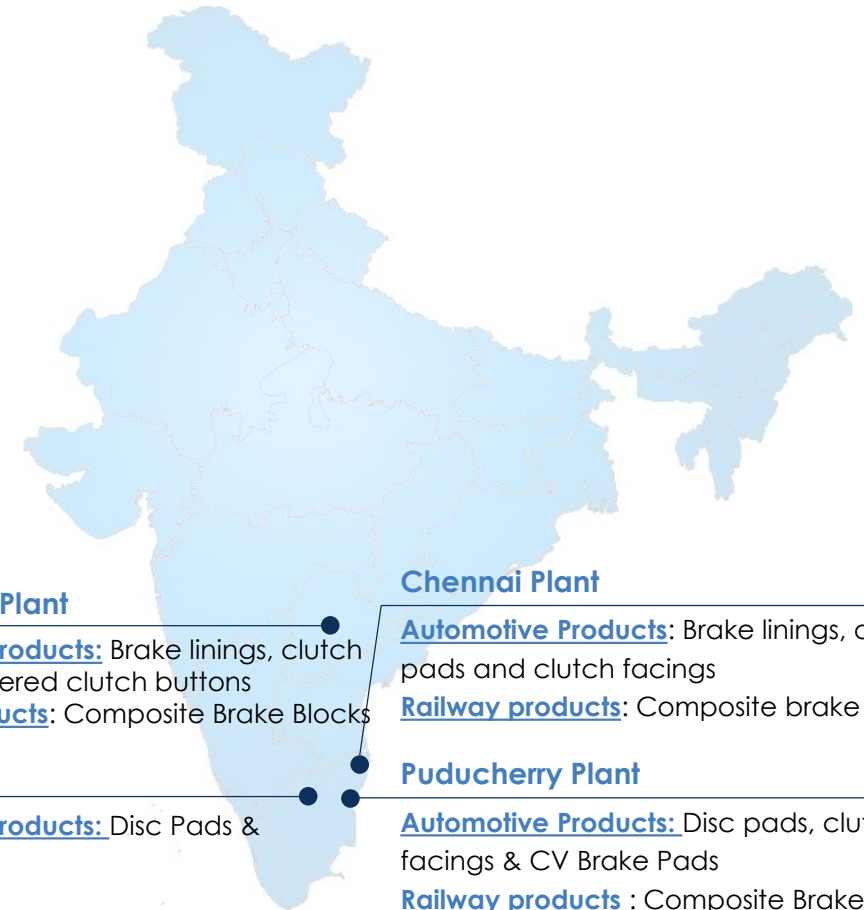 Plant
roducts: Brake linings, clutch
ered clutch buttons
ucts: Composite Brake Blocks
roducts: Disc Pads &
Chennai Plant
Automotive Products: Brake linings,
pads and clutch facings
Railway products: Composite brake
Puducherry Plant
Automotive Products: Disc pads, clu
facings & CV Brake Pads
Railway products : Composite Brake